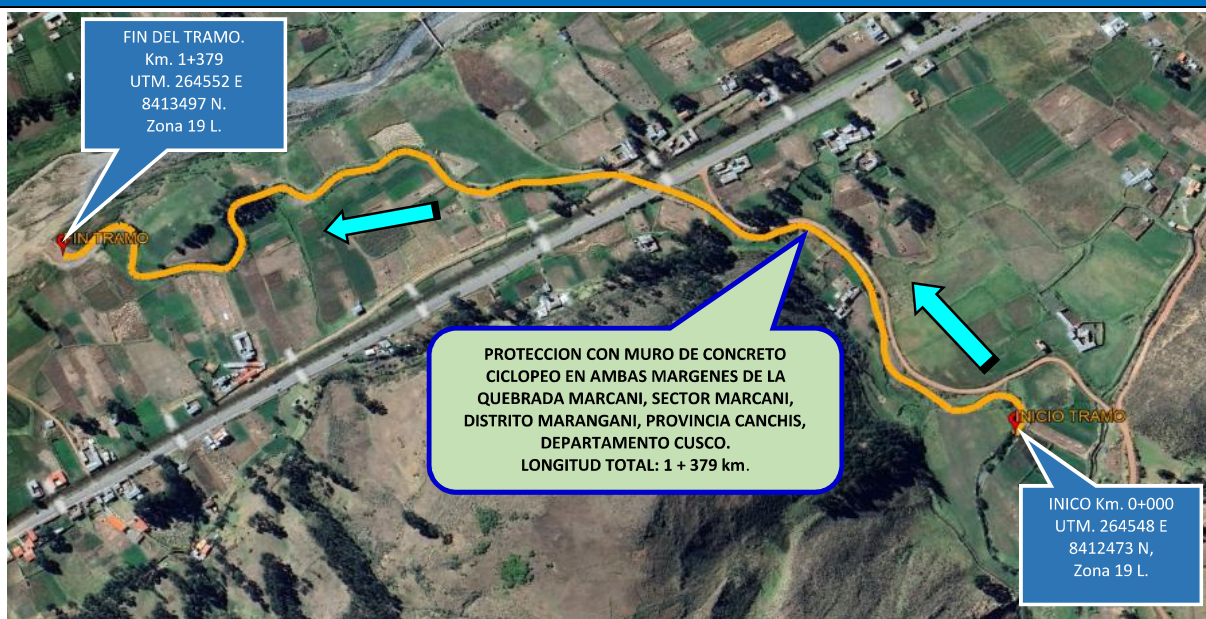 FIN DEL TRAMO.
Km. 1+379
UTM. 264552 E
8413497 N.
Zona 19 L.
FIN TRAMO
PROTECCION CON MURO DE CONCRETO
CICLOPEO EN AMBAS MARGENES DE LA
QUEBRADA MARCANI, SECTOR MARCANI,
DISTRITO MARANGANI, PROVINCIA CANCHIS,
DEPARTAMENTO CUSCO.
LONGITUD TOTAL: 1 + 379 km.
INICIO TRAMO
INICO Km. 0+000
UTM. 264548 E
8412473 N,
Zona 19 L.